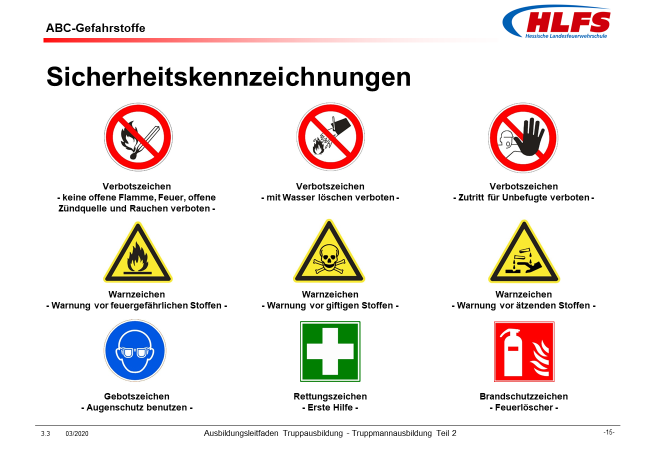 ABC-Gefahrstoffe
HLFS
Hessische Landesfeuerwehrschule
Sicherheitskennzeichnungen
Verbotszeichen
- keine offene Flamme, Feuer, offene
Zündquelle und Rauchen verboten -
Verbotszeichen
- mit Wasser löschen verboten -
Verbotszeichen
- Zutritt für Unbefugte verboten -
Warnzeichen
- Warnung vor feuergefährlichen Stoffen -
Warnzeichen
- Warnung vor giftigen Stoffen -
Warnzeichen
- Warnung vor ätzenden Stoffen -
Gebotszeichen
- Augenschutz benutzen -
Rettungszeichen
- Erste Hilfe -
Brandschutzzeichen
- Feuerlöscher -
3.3 03/2020 Ausbildungsleitfaden Truppausbildung - Truppmannausbildung Teil 2 -15-